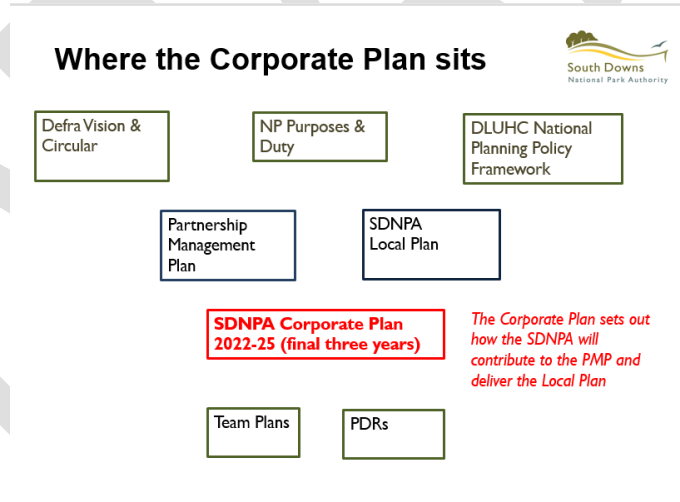 Where the Corporate Plan sits
South Downs
National Park Authority
Defra Vision &
Circular
NP Purposes &
Duty
DLUHC National
Planning Policy
Framework
Partnership
Management
Plan
SDNPA
Local Plan
SDNPA Corporate Plan
2022-25 (final three years)
The Corporate Plan sets out
how the SDNPA will
contribute to the PMP and
deliver the Local Plan
Team Plans
PDRs